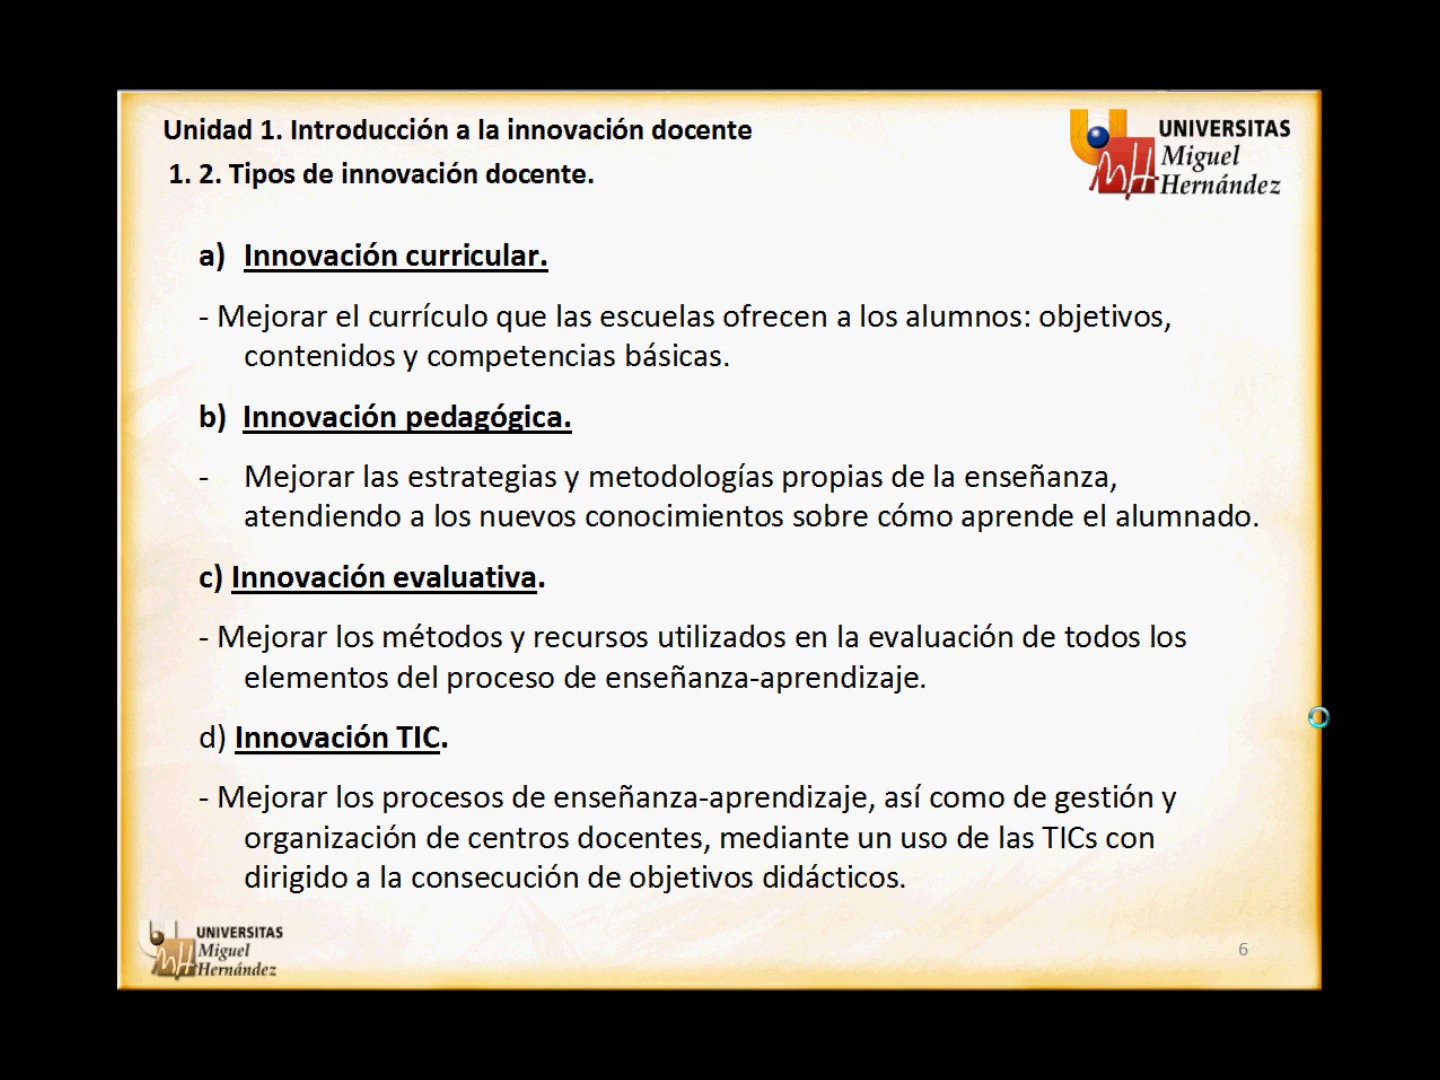 Unidad 1. Introducción a la innovación docente
1. 2. Tipos de innovación docente.
UNIVERSITAS
Miguel
Hernández
a) Innovación curricular.
- Mejorar el currículo que las escuelas ofrecen a los alumnos: objetivos,
contenidos y competencias básicas.
b) Innovación pedagógica.
- Mejorar las estrategias y metodologías propias de la enseñanza,
atendiendo a los nuevos conocimientos sobre cómo aprende el alumnado.
c) Innovación evaluativa.
- Mejorar los métodos y recursos utilizados en la evaluación de todos los
elementos del proceso de enseñanza-aprendizaje.
d) Innovación TIC.
- Mejorar los procesos de enseñanza-aprendizaje, así como de gestión y
organización de centros docentes, mediante un uso de las TICs con
dirigido a la consecución de objetivos didácticos.
UNIVERSITAS
Miguel
Hernández
6